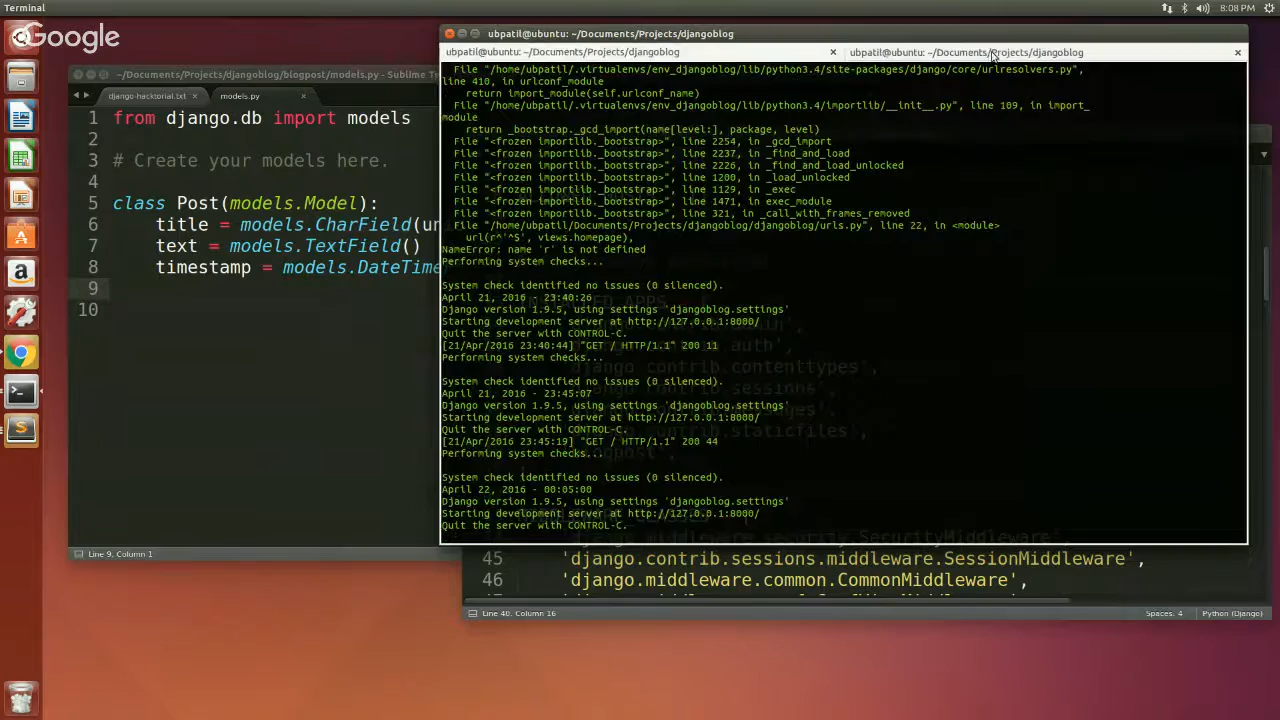 Terminal
8:08 PM
Google
ubpatil@ubuntu: ~/Documents/Projects/djangoblog
ubpatil@ubuntu: ~/Documents/Projects/djangoblog
ubpatil@ubuntu: ~/Documents/Projects/djangoblog
~/Documents/Projects/djangoblog/blogpost/models.py - Sublime
django-hacktorial.txt
models.py
1 from django.db import models
2
3 # Create your models here.
4
5 class Post(models.Model):
6 title = models.CharField(
7 text = models.TextField()
8 timestamp = models.DateTime
9
10
Line 9, Column 1
File "/home/ubpatil/.virtualenvs/env_djangoblog/lib/python3.4/site-packages/django/core/urlresolvers.py",
line 410, in urlconf_module
return import_module(self.urlconf_name)
File "/home/ubpatil/.virtualenvs/env_djangoblog/lib/python3.4/importlib/__init__.py", line 109, in import_
module
return _bootstrap._gcd_import(name[level:], package, level)
File "<frozen importlib._bootstrap>", line 2254, in _gcd_import
File "<frozen importlib._bootstrap>", line 2237, in _find_and_load
File "<frozen importlib._bootstrap>", line 2226, in _find_and_load_unlocked
File "<frozen importlib._bootstrap>", line 1200, in _load_unlocked
File "<frozen importlib._bootstrap>", line 1129, in _exec
File "<frozen importlib._bootstrap>", line 1471, in exec_module
File "<frozen importlib._bootstrap>", line 321, in _call_with_frames_removed
File "/home/ubpatil/Documents/Projects/djangoblog/djangoblog/urls.py", line 22, in <module>
url(r^'^$', views.homepage),
NameError: name 'r' is not defined
Performing system checks...
System check identified no issues (0 silenced).
April 21, 2016 - 23:40:26
Django version 1.9.5, using settings 'djangoblog.settings'
Starting development server at http://127.0.0.1:8000/
Quit the server with CONTROL-C.
[21/Apr/2016 23:40:44] "GET / HTTP/1.1" 200 11
Performing system checks...
System check identified no issues (0 silenced).
April 21, 2016 - 23:45:07
Django version 1.9.5, using settings 'djangoblog.settings'
Starting development server at http://127.0.0.1:8000/
Quit the server with CONTROL-C.
[21/Apr/2016 23:45:19] "GET / HTTP/1.1" 200 44
Performing system checks...
System check identified no issues (0 silenced).
April 22, 2016 - 00:05:00
Django version 1.9.5, using settings 'djangoblog.settings'
Starting development server at http://127.0.0.1:8000/
Quit the server with CONTROL-C.
45 'django.contrib.sessions.middleware.SessionMiddleware',
46 'django.middleware.common.CommonMiddleware',
Line 40, Column 16
Spaces: 4
Python (Django)